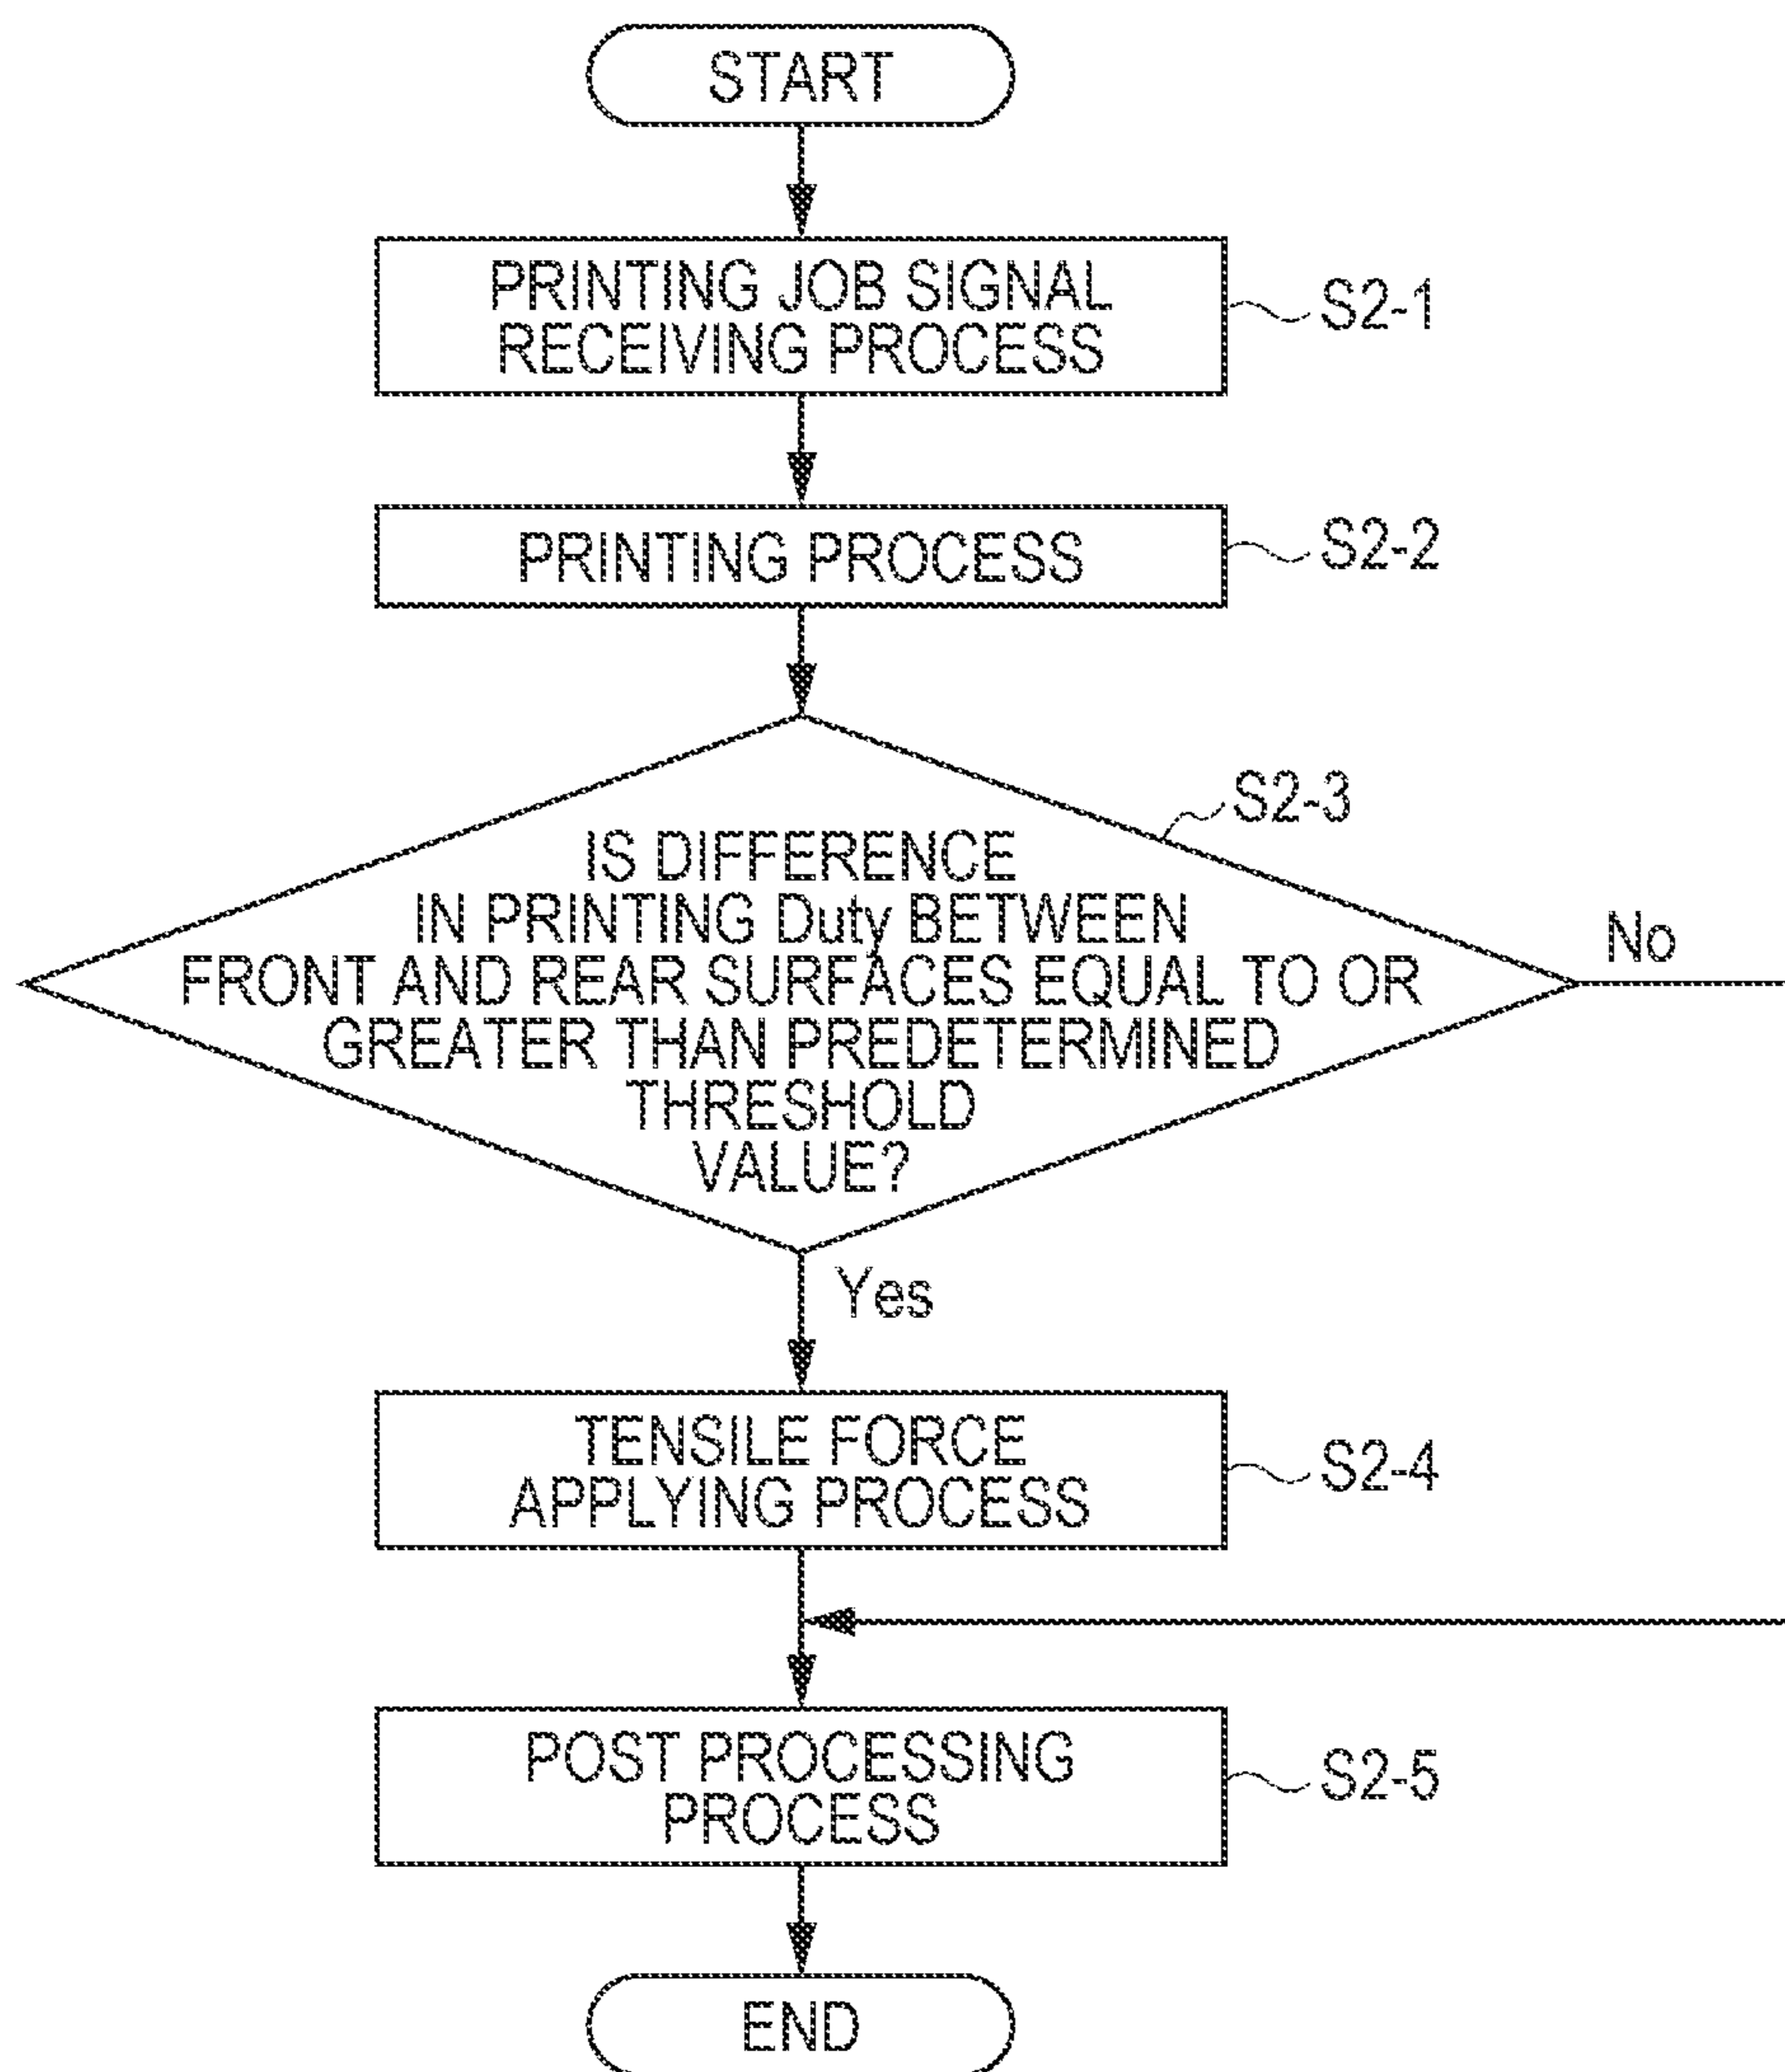 START
PRINTING JOB SIGNAL
RECEIVING PROCESS
S2-1
PRINTING PROCESS
S2-2
S2-3
IS DIFFERENCE
IN PRINTING Duty BETWEEN
FRONT AND REAR SURFACES EQUAL TO OR
GREATER THAN PREDETERMINED
THRESHOLD
VALUE?
No
Yes
TENSILE FORCE
APPLYING PROCESS
S2-4
POST PROCESSING
PROCESS
S2-5
END